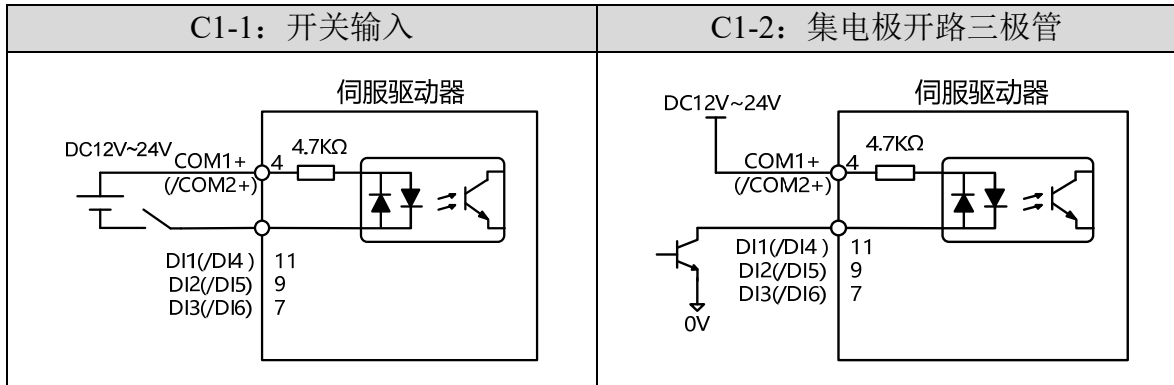 C1-1：开关输入
C1-2：集电极开路三极管
伺服驱动器
DC12V~24V
COM1+
(/COM2+)
4
4.7KΩ
DI1(/DI4 ) 11
DI2(/DI5) 9
DI3(/DI6) 7
伺服驱动器
DC12V~24V
COM1+
(/COM2+)
4
4.7KΩ
DI1(/DI4 ) 11
DI2(/DI5) 9
DI3(/DI6) 7
0V